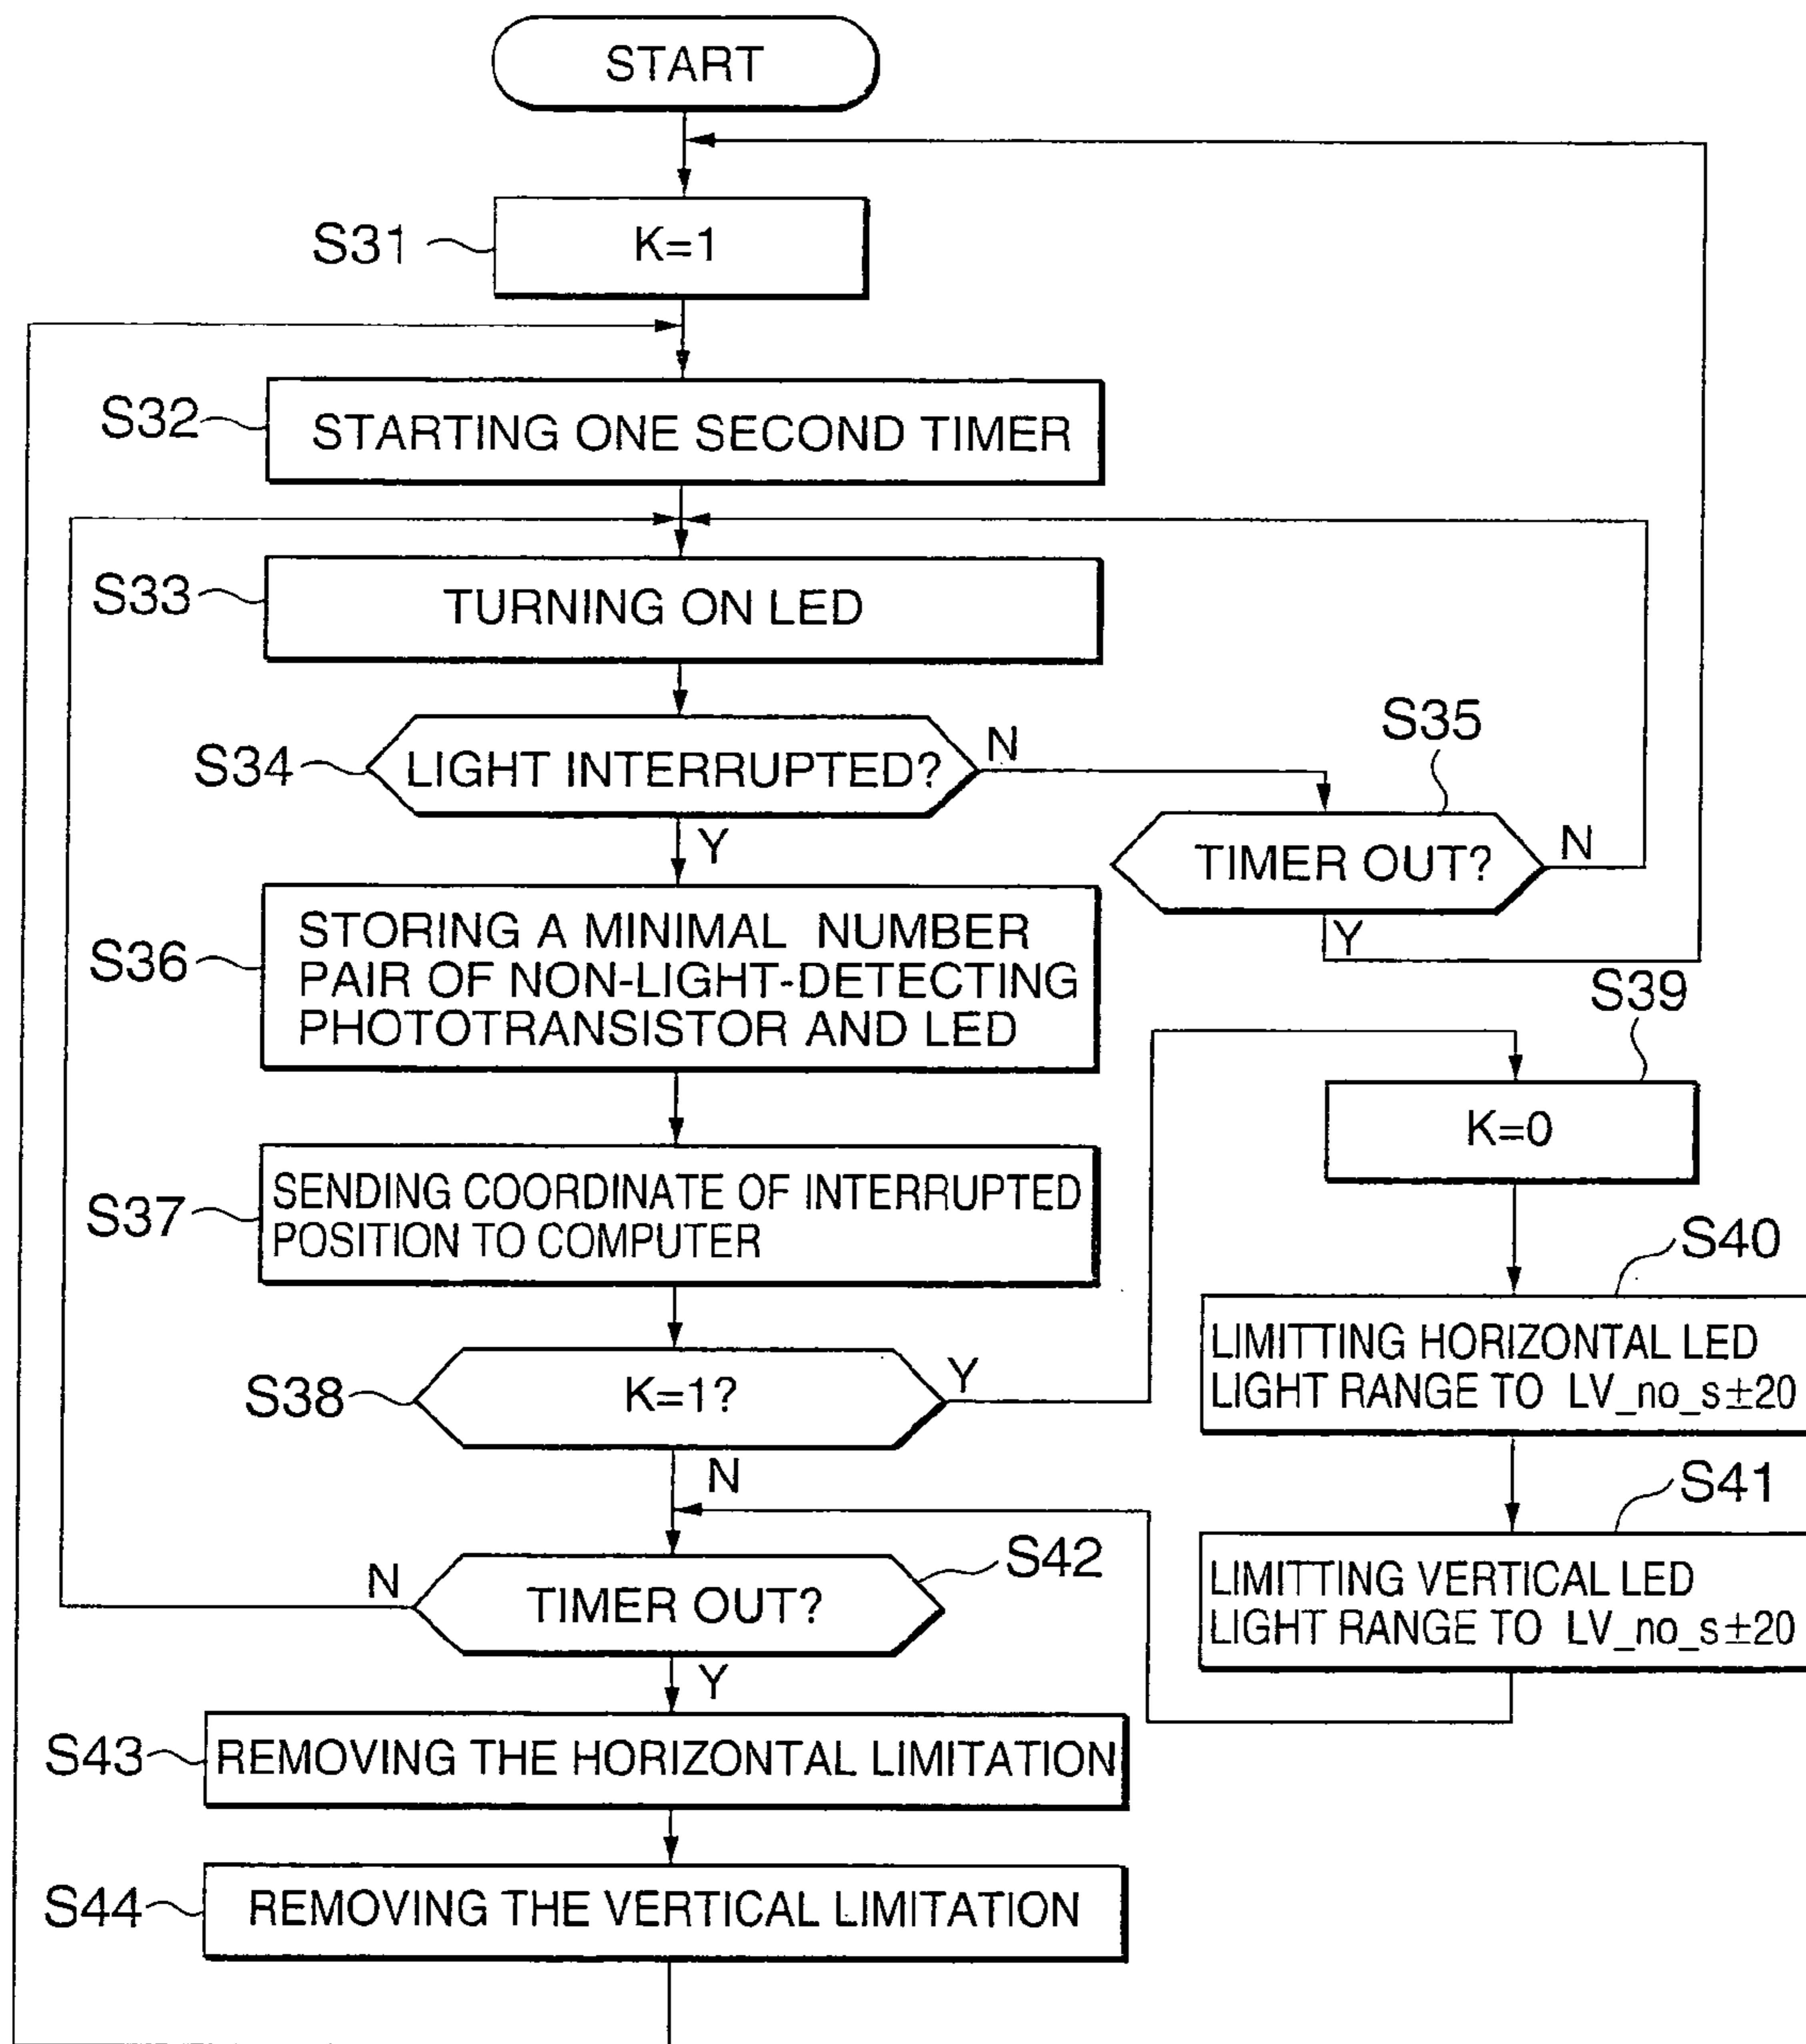 START
S31
K=1
S32
STARTING ONE SECOND TIMER
S33
TURNING ON LED
S34
LIGHT INTERRUPTED?
N
Y
S35
TIMER OUT?
N
Y
S36
STORING A MINIMAL NUMBER
PAIR OF NON-LIGHT-DETECTING
PHOTOTRANSISTOR AND LED
S37
SENDING COORDINATE OF INTERRUPTED
POSITION TO COMPUTER
S38
K=1?
Y
N
S39
K=0
S40
LIMITTING HORIZONTAL LED
LIGHT RANGE TO LV_no_s±20
S41
LIMITTING VERTICAL LED
LIGHT RANGE TO LV_no_s±20
S42
TIMER OUT?
N
Y
S43
REMOVING THE HORIZONTAL LIMITATION
S44
REMOVING THE VERTICAL LIMITATION